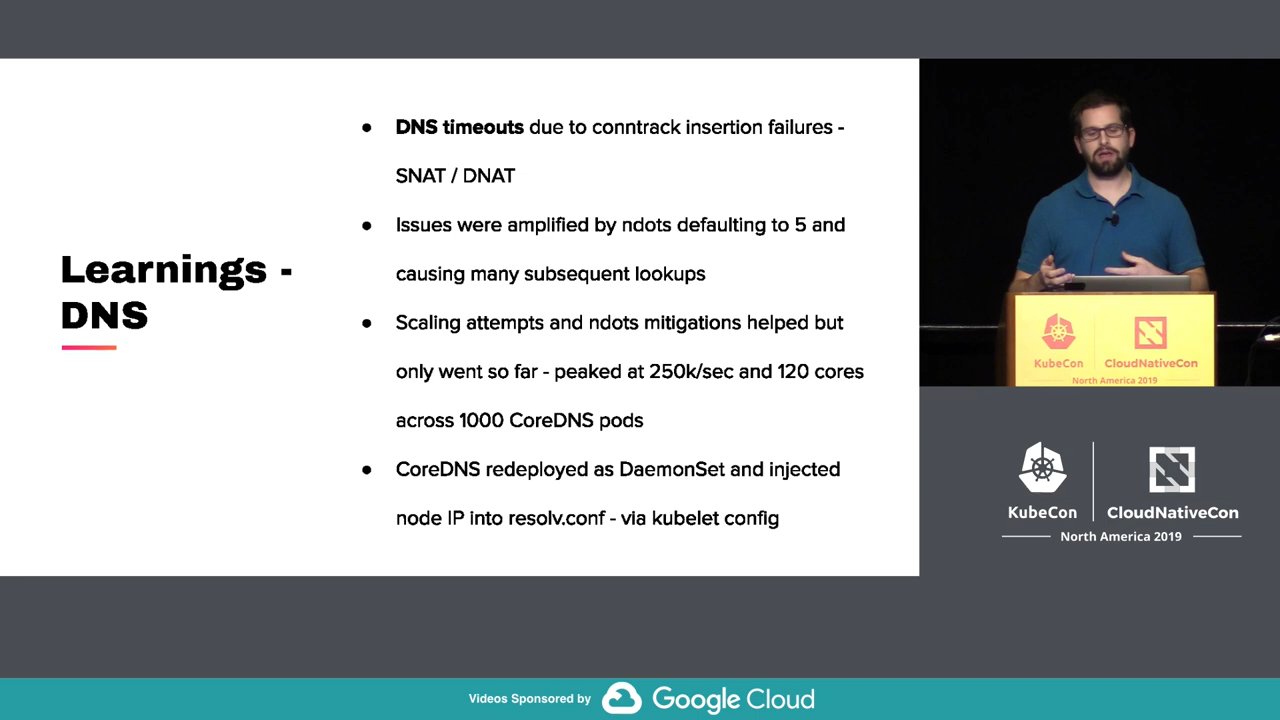 Learnings -
DNS
● DNS timeouts due to conntrack insertion failures -
SNAT / DNAT
● Issues were amplified by ndots defaulting to 5 and
causing many subsequent lookups
● Scaling attempts and ndots mitigations helped but
only went so far - peaked at 250k/sec and 120 cores
across 1000 CoreDNS pods
● CoreDNS redeployed as DaemonSet and injected
node IP into resolv.conf - via kubelet config
KubeCon
CloudNativeCon
North America 2019
KubeCon
CloudNativeCon
North America 2019
Videos Sponsored by
Google Cloud